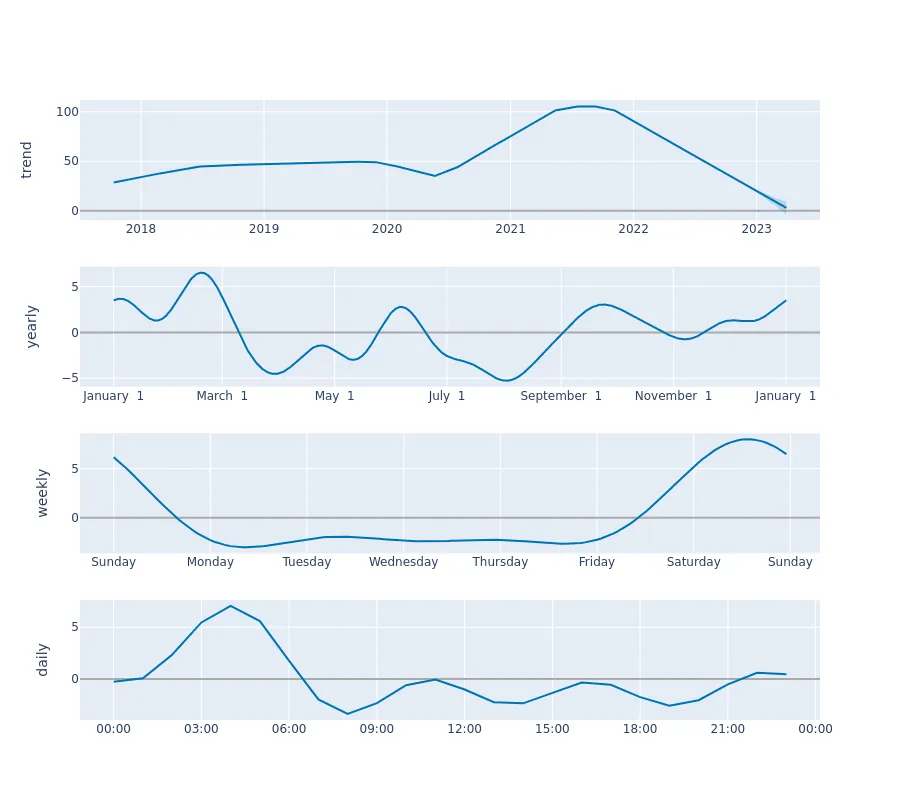 trend
100
50
0
2018 2019 2020 2021 2022 2023
yearly
5
0
−5
January 1 March 1 May 1 July 1 September 1 November 1 January 1
weekly
5
0
Sunday Monday Tuesday Wednesday Thursday Friday Saturday Sunday
daily
5
0
00:00 03:00 06:00 09:00 12:00 15:00 18:00 21:00 00:00